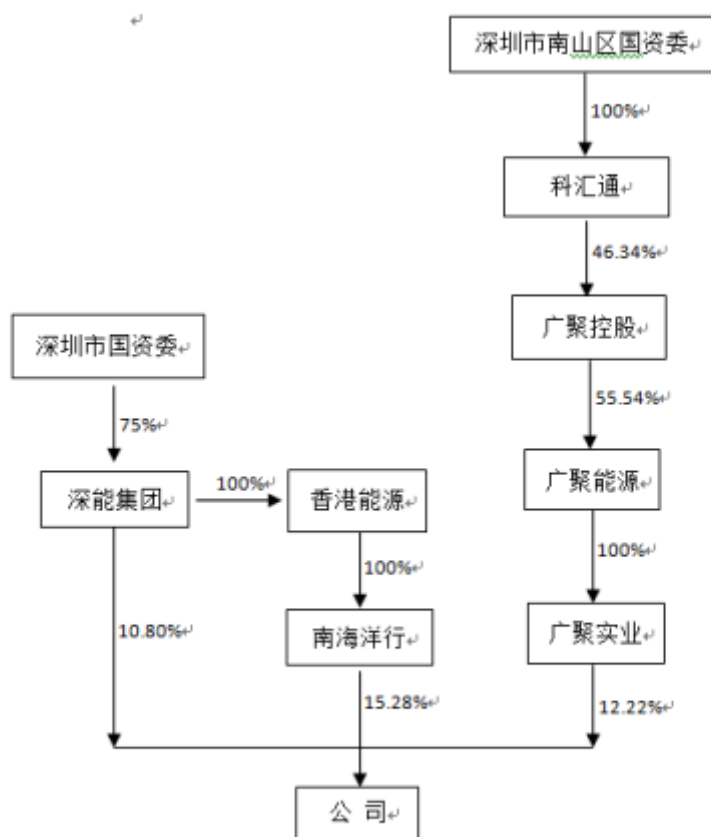 深圳市南山区国资委
100%
科汇通
46.34%
广聚控股
深圳市国资委
55.54%
75%
深能集团
100%
香港能源
广聚能源
100%
100%
10.80%
南海洋行
广聚实业
15.28%
12.22%
公 司